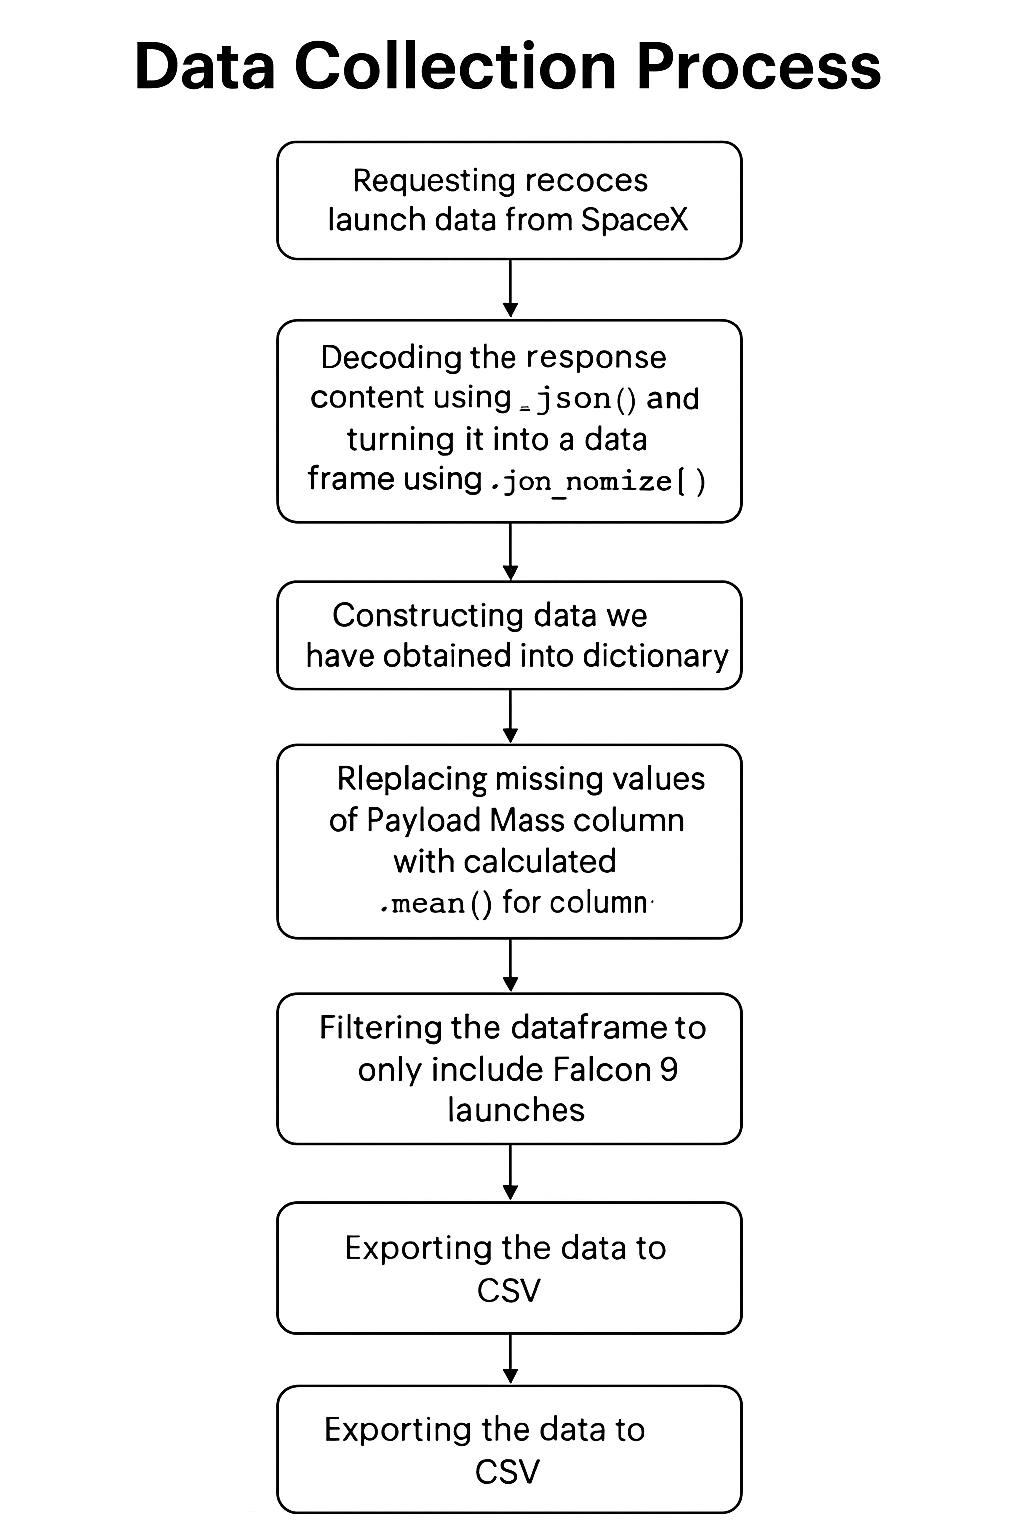 Data Collection Process
Requesting recoces
launch data from SpaceX
Decoding the response
content using .json() and
turning it into a data
frame using .jon_nomize[)
Constructing data we
have obtained into dictionary
Rleplacing missing values
of Payload Mass column
with calculated
.mean() for column
Filtering the dataframe to
only include Falcon 9
launches
Exporting the data to
CSV
Exporting the data to
CSV